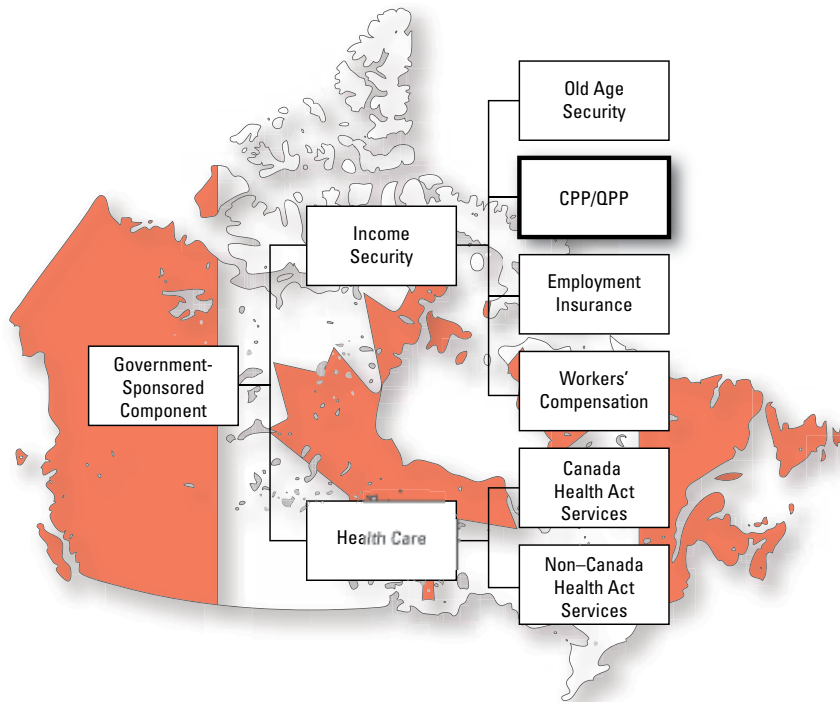 Government-
Sponsored
Component
Income
Security
Old Age
Security
CPP/QPP
Employment
Insurance
Workers'
Compensation
Health Care
Canada
Health Act
Services
Non–Canada
Health Act
Services